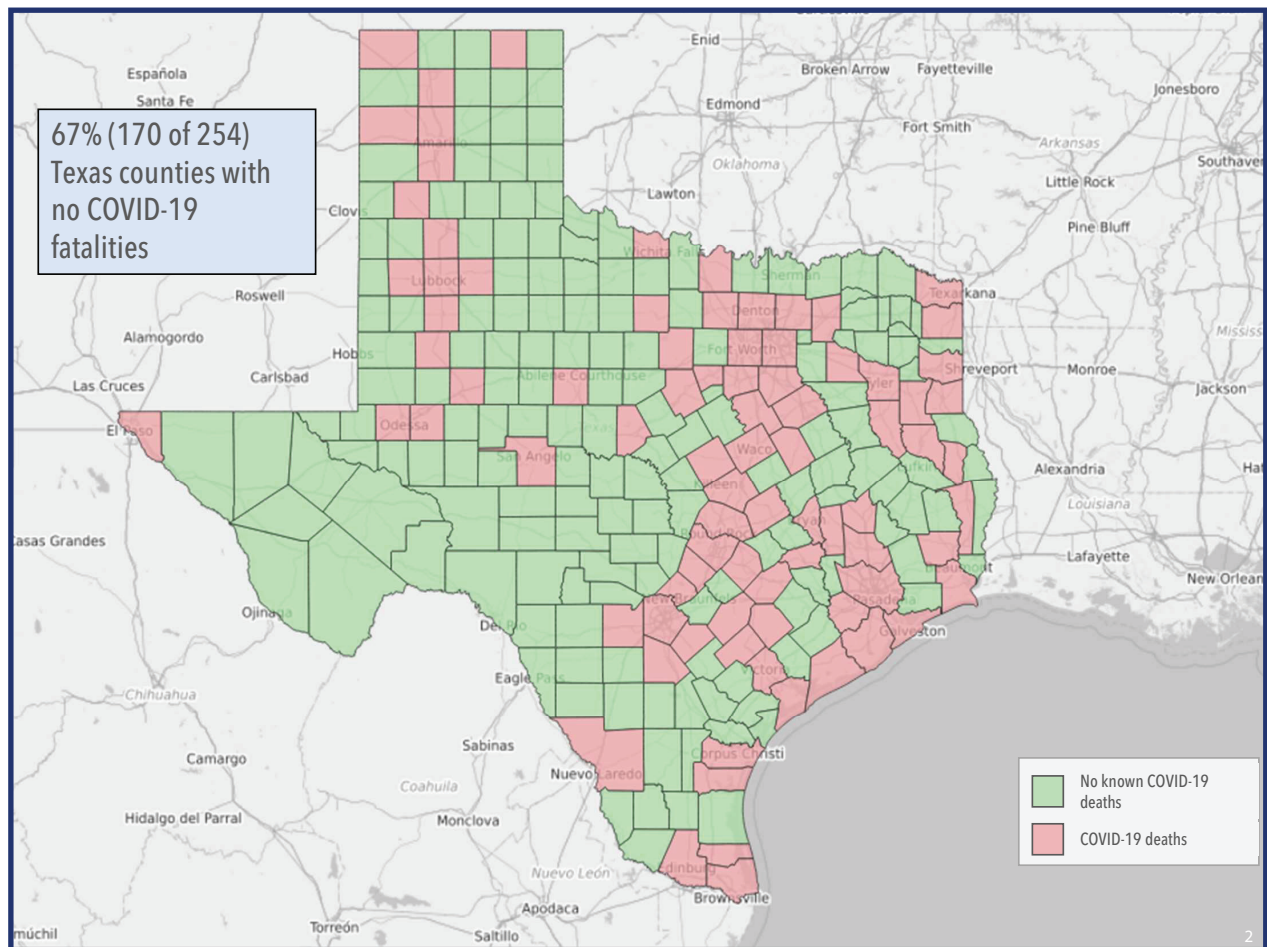 67% (170 of 254)
Texas counties with
no COVID-19
fatalities
Enid
Española
Broken Arrow
Fayetteville
Santa Fe
Edmond
Jonesboro
Fort Smith
Arkansas
Amarillo
Oklahoma
Southaven
Little Rock
Lawton
Clovis
Pine Bluff
Wichita Falls
Lubbock
Sherman
Roswell
Texarkana
Denton
Alamogordo
Hobbs
Fort Worth
Carlsbad
Abilene Courthouse
Shreveport
Monroe
Las Cruces
Tyler
Jackson
El Paso
Odessa
Texas
San Angelo
Waco
Lufkin
Alexandria
Killeen
Louisiana
Round Rock
Bryan
Casas Grandes
Lafayette
Beaumont
New Orlean
New Braunfels
Pasadena
Ojinaga
Del Rio
Galveston
Eagle Pass
Victoria
Chihuahua
Sabinas
Corpus Christi
Camargo
Nuevo Laredo
Coahuila
Hidalgo del Parral
Monclova
Nuevo León
Edinburg
Brownsville
Apodaca
Torreón
Saltillo
múchil
No known COVID-19
deaths
COVID-19 deaths
2